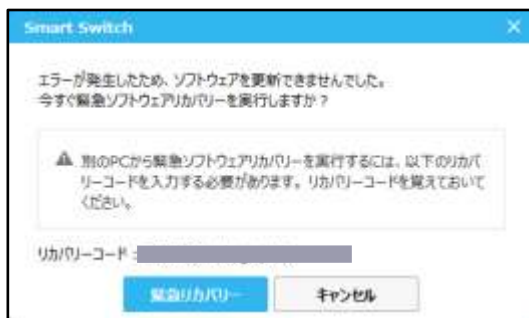 Smart Switch
エラーが発生したため、ソフトウェアを更新できませんでした。
今すぐ緊急ソフトウェアリカバリーを実行しますか？
別のPCから緊急ソフトウェアリカバリーを実行するには、以下のリカバ
リーコードを入力する必要があります。リカバリーコードを覚えておいて
ください。
リカバリーコード：
緊急リカバリー
キャンセル